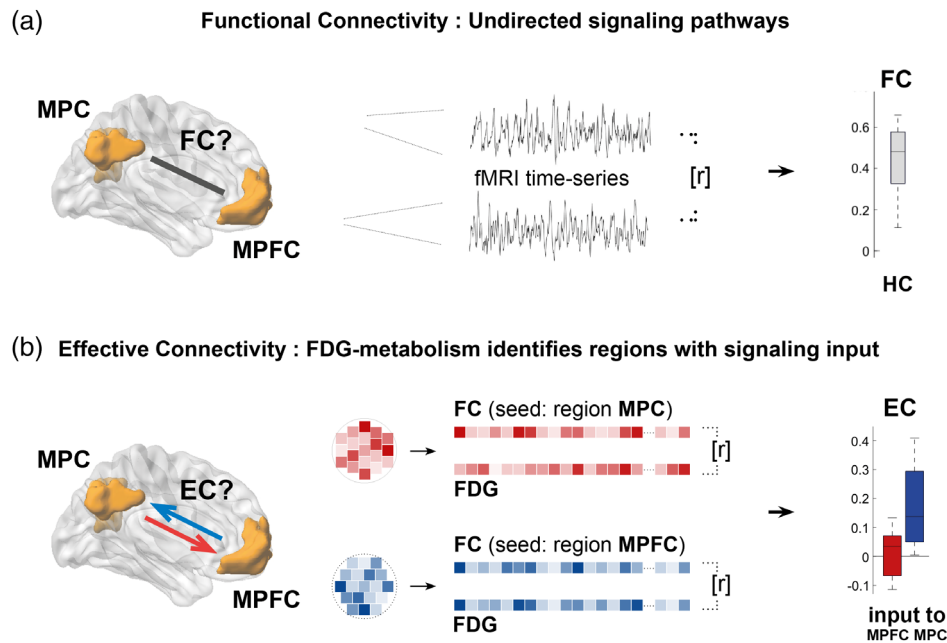 (a)
Functional Connectivity : Undirected signaling pathways
MPC
FC?
MPFC
fMRI time-series
[r]
FC
0.6
0.4
0.2
0
HC
(b)
Effective Connectivity : FDG-metabolism identifies regions with signaling input
MPC
EC?
MPFC
FC (seed: region MPC)
[r]
FDG
FC (seed: region MPFC)
[r]
FDG
EC
0.4
0.3
0.2
0.1
0
-0.1
input to
MPFC MPC